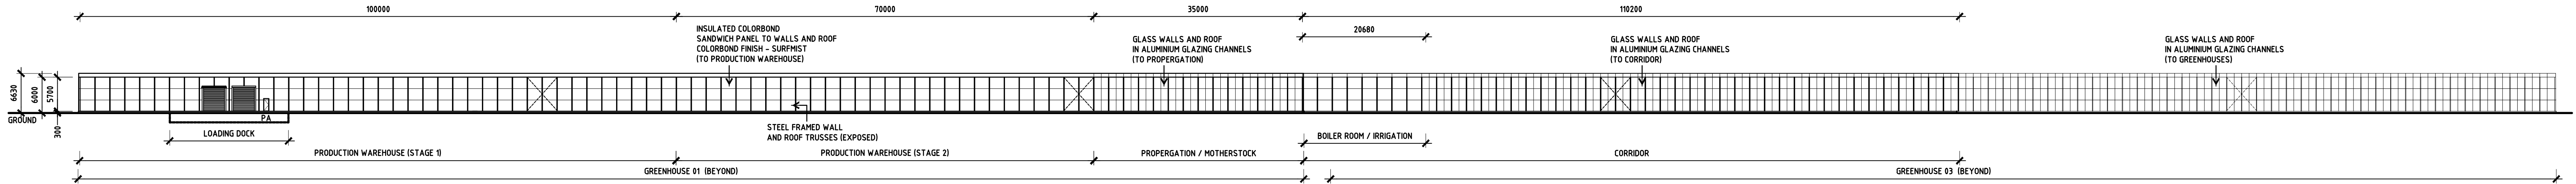 100000
70000
35000
110200
20680
INSULATED COLORBOND
SANDWICH PANEL TO WALLS AND ROOF
COLORBOND FINISH - SURFMIST
(TO PRODUCTION WAREHOUSE)
GLASS WALLS AND ROOF
IN ALUMINIUM GLAZING CHANNELS
(TO PROPERGATION)
GLASS WALLS AND ROOF
IN ALUMINIUM GLAZING CHANNELS
(TO CORRIDOR)
GLASS WALLS AND ROOF
IN ALUMINIUM GLAZING CHANNELS
(TO GREENHOUSES)
6630
6000
5700
GROUND
300
PA
LOADING DOCK
STEEL FRAMED WALL
AND ROOF TRUSSES (EXPOSED)
BOILER ROOM / IRRIGATION
PRODUCTION WAREHOUSE (STAGE 1)
PRODUCTION WAREHOUSE (STAGE 2)
PROPERGATION / MOTHERSTOCK
CORRIDOR
GREENHOUSE 01 (BEYOND)
GREENHOUSE 03 (BEYOND)